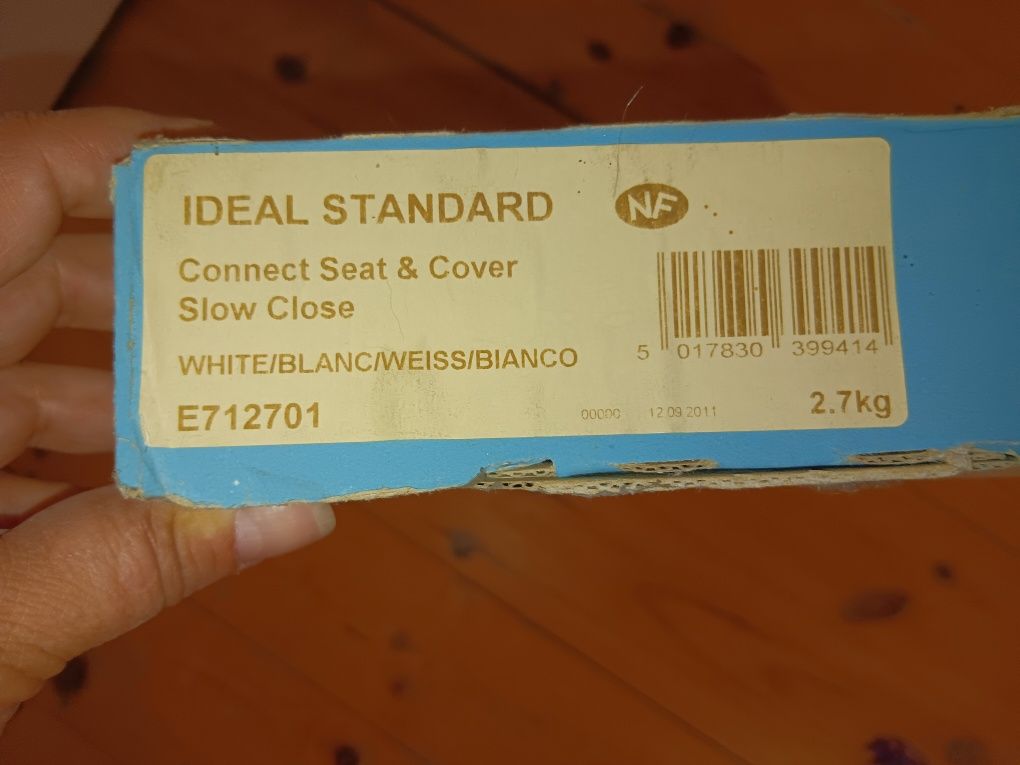 IDEAL STANDARD
NF
Connect Seat & Cover
Slow Close
WHITE/BLANC/WEISS/BIANCO
E712701
5 017830 399414
00000 12.09.2011
2.7kg